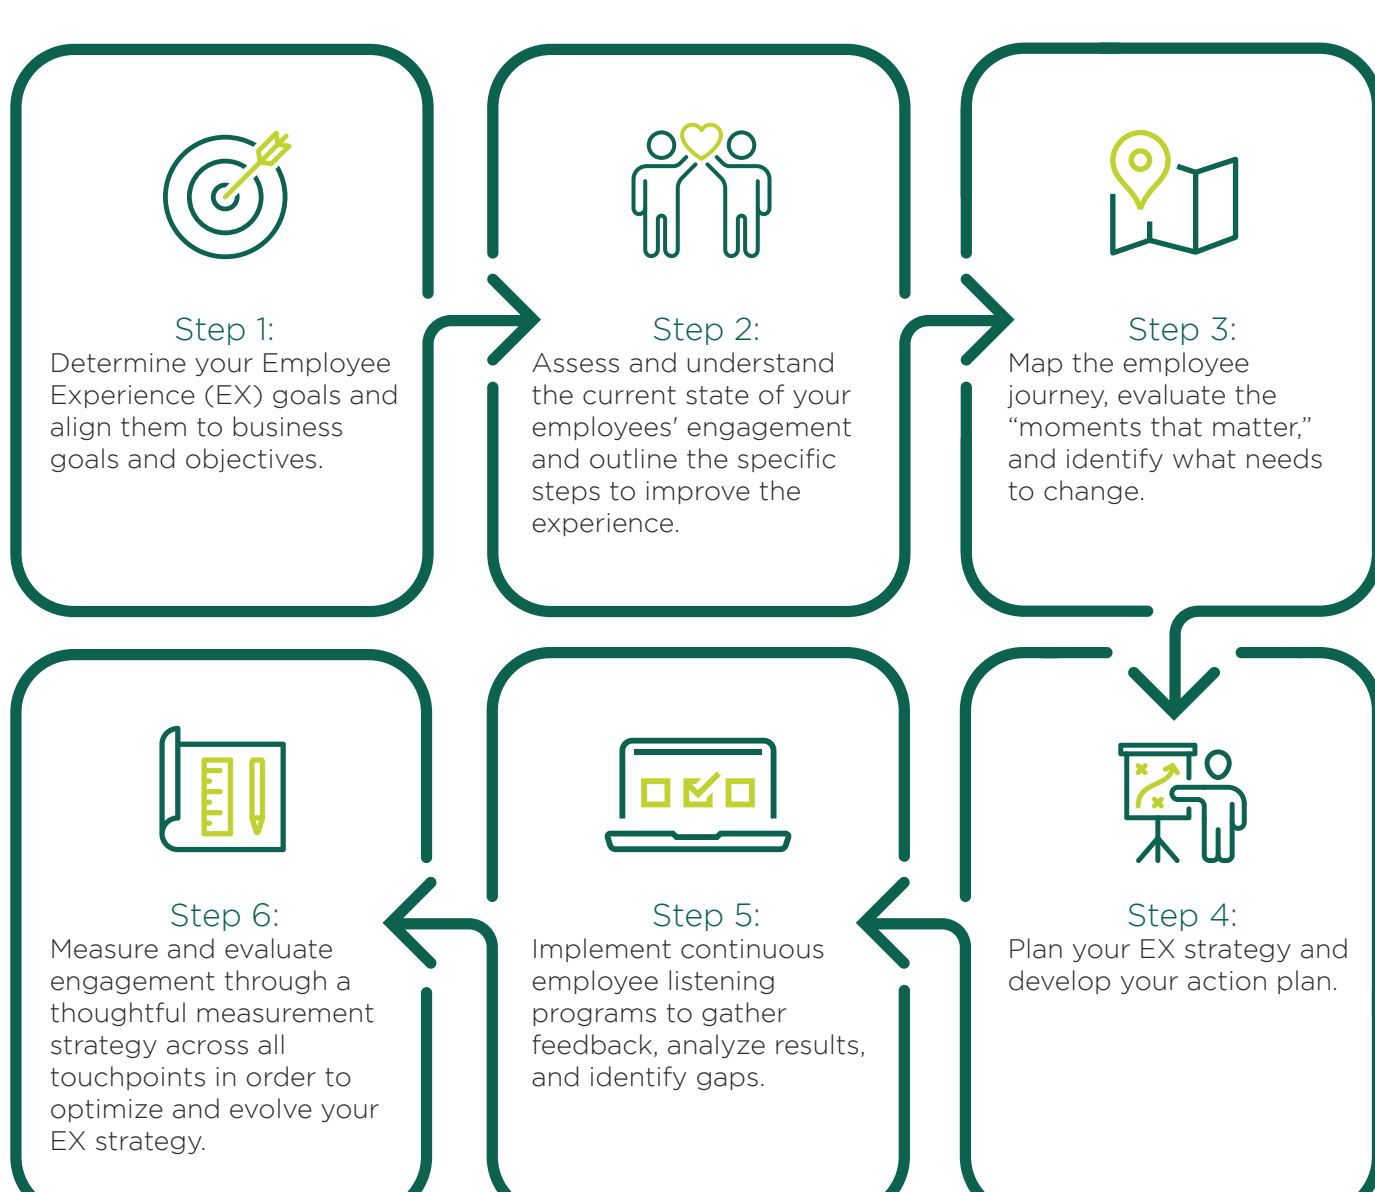 Step 1:
Determine your Employee
Experience (EX) goals and
align them to business
goals and objectives.
Step 2:
Assess and understand
the current state of your
employees' engagement
and outline the specific
steps to improve the
experience.
Step 3:
Map the employee
journey, evaluate the
“moments that matter,”
and identify what needs
to change.
Step 4:
Plan your EX strategy and
develop your action plan.
Step 5:
Implement continuous
employee listening
programs to gather
feedback, analyze results,
and identify gaps.
Step 6:
Measure and evaluate
engagement through a
thoughtful measurement
strategy across all
touchpoints in order to
optimize and evolve your
EX strategy.